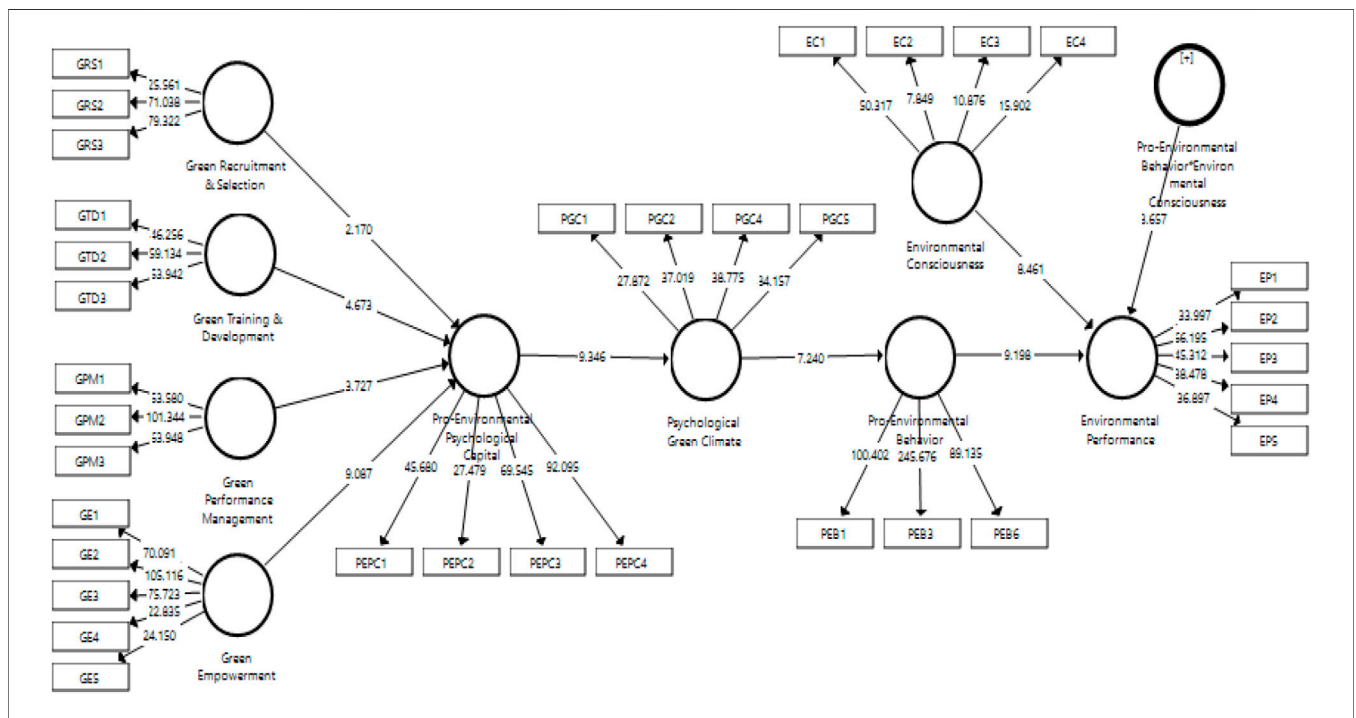 GRS1
GRS2
GRS3
25.561
71.038
79.322
Green Recruitment
& Selection
2.170
GTD1
GTD2
GTD3
46.256
59.134
53.942
Green Training &
Development
4.673
GPM1
GPM2
GPM3
53.580
101.344
53.948
Green
Performance
Management
3.727
GE1
GE2
GE3
GE4
GE5
70.091
105.116
75.723
22.835
24.150
Green
Empowerment
9.087
Pro-Environmental
Psychological
Capital
45.680
27.479
69.545
92.095
PEPC1
PEPC2
PEPC3
PEPC4
9.346
PGC1
PGC2
PGC4
PGC5
27.872
37.019
38.775
34.157
Psychological
Green Climate
7.240
Pro-Environmental
Behavior
100.402
245.676
89.135
PEB1
PEB3
PEB6
9.198
EC1
EC2
EC3
EC4
50.317
7.849
10.876
15.902
Environmental
Consciousness
8.461
[+]
Pro-Environmental
Behavior*Environ
mental
Consciousness
3.657
EP1
EP2
EP3
EP4
EP5
33.997
56.195
45.312
38.478
36.897
Environmental
Performance